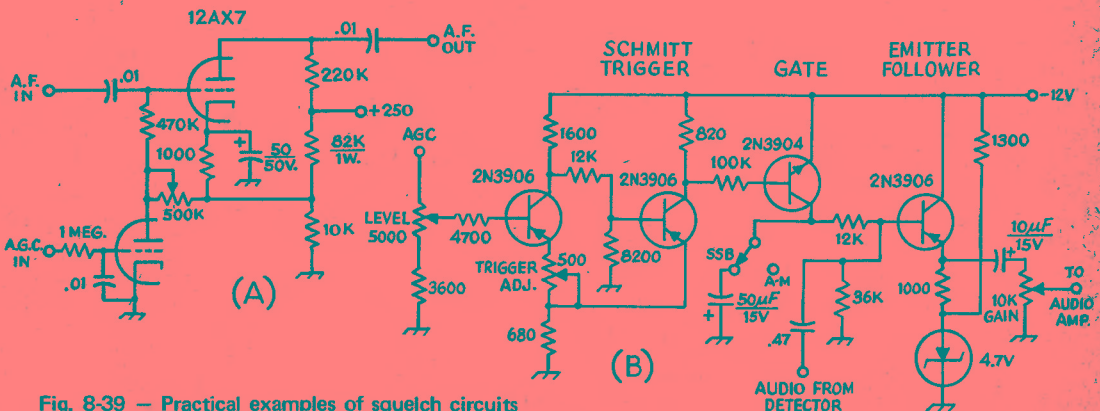 12AX7
A.F. IN
.01
470K
1000
50
50V.
500K
A.G.C. IN
1 MEG.
.01
.01
A.F. OUT
220K
+250
82K
1W.
10K
(A)
AGC
LEVEL
5000
3600
4700
2N3906
TRIGGER
ADJ.
500
680
1600
12K
8200
SCHMITT
TRIGGER
2N3906
820
100K
GATE
2N3904
SSB
A-M
50µF
15V
12K
.47
36K
AUDIO FROM
DETECTOR
EMITTER
FOLLOWER
2N3906
-12V
1300
1000
10µF
15V
10K
GAIN
TO
AUDIO
AMP.
4.7V
(B)
Fig. 8-39 — Practical examples of squelch circuits